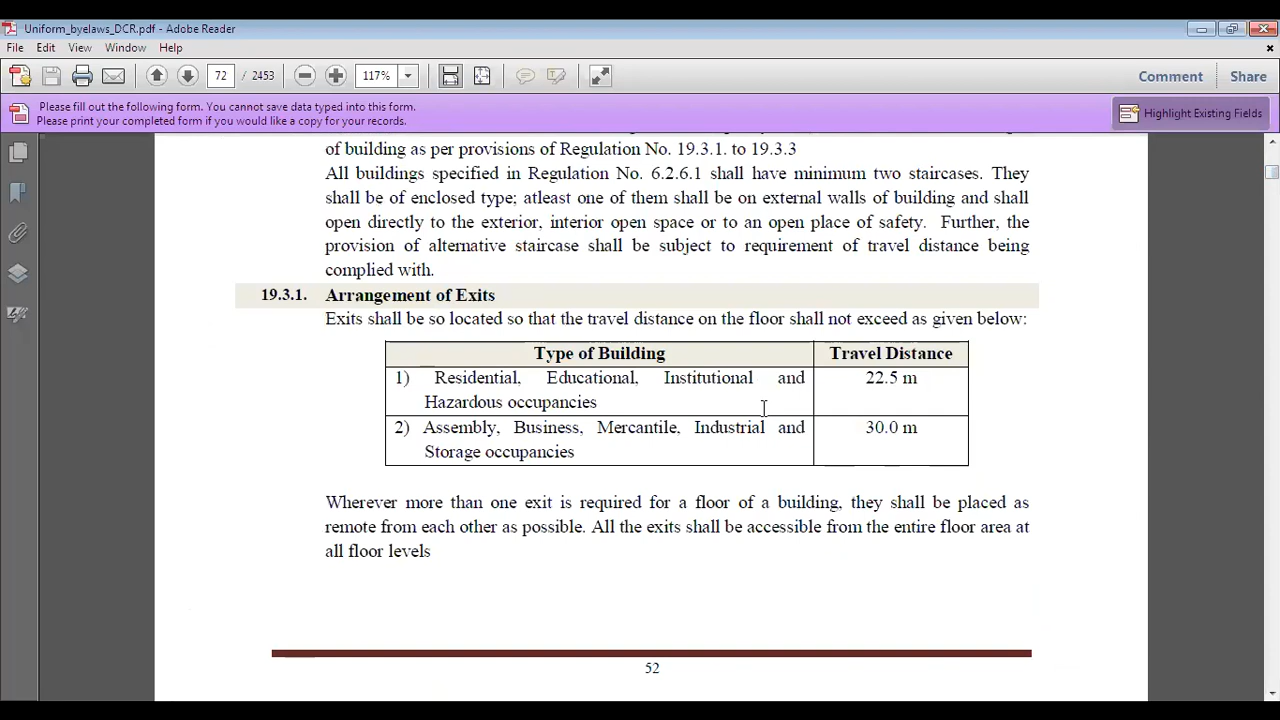 Uniform_byelaws_DCR.pdf - Adobe Reader
File Edit View Window Help
72 / 2453 117% Comment Share
Please fill out the following form. You cannot save data typed into this form.
Please print your completed form if you would like a copy for your records.
Highlight Existing Fields
of building as per provisions of Regulation No. 19.3.1. to 19.3.3
All buildings specified in Regulation No. 6.2.6.1 shall have minimum two staircases. They
shall be of enclosed type; atleast one of them shall be on external walls of building and shall
open directly to the exterior, interior open space or to an open place of safety. Further, the
provision of alternative staircase shall be subject to requirement of travel distance being
complied with.
19.3.1. Arrangement of Exits
Exits shall be so located so that the travel distance on the floor shall not exceed as given below:
Type of Building Travel Distance
1) Residential, Educational, Institutional and 22.5 m
Hazardous occupancies
2) Assembly, Business, Mercantile, Industrial and 30.0 m
Storage occupancies
Wherever more than one exit is required for a floor of a building, they shall be placed as
remote from each other as possible. All the exits shall be accessible from the entire floor area at
all floor levels
52